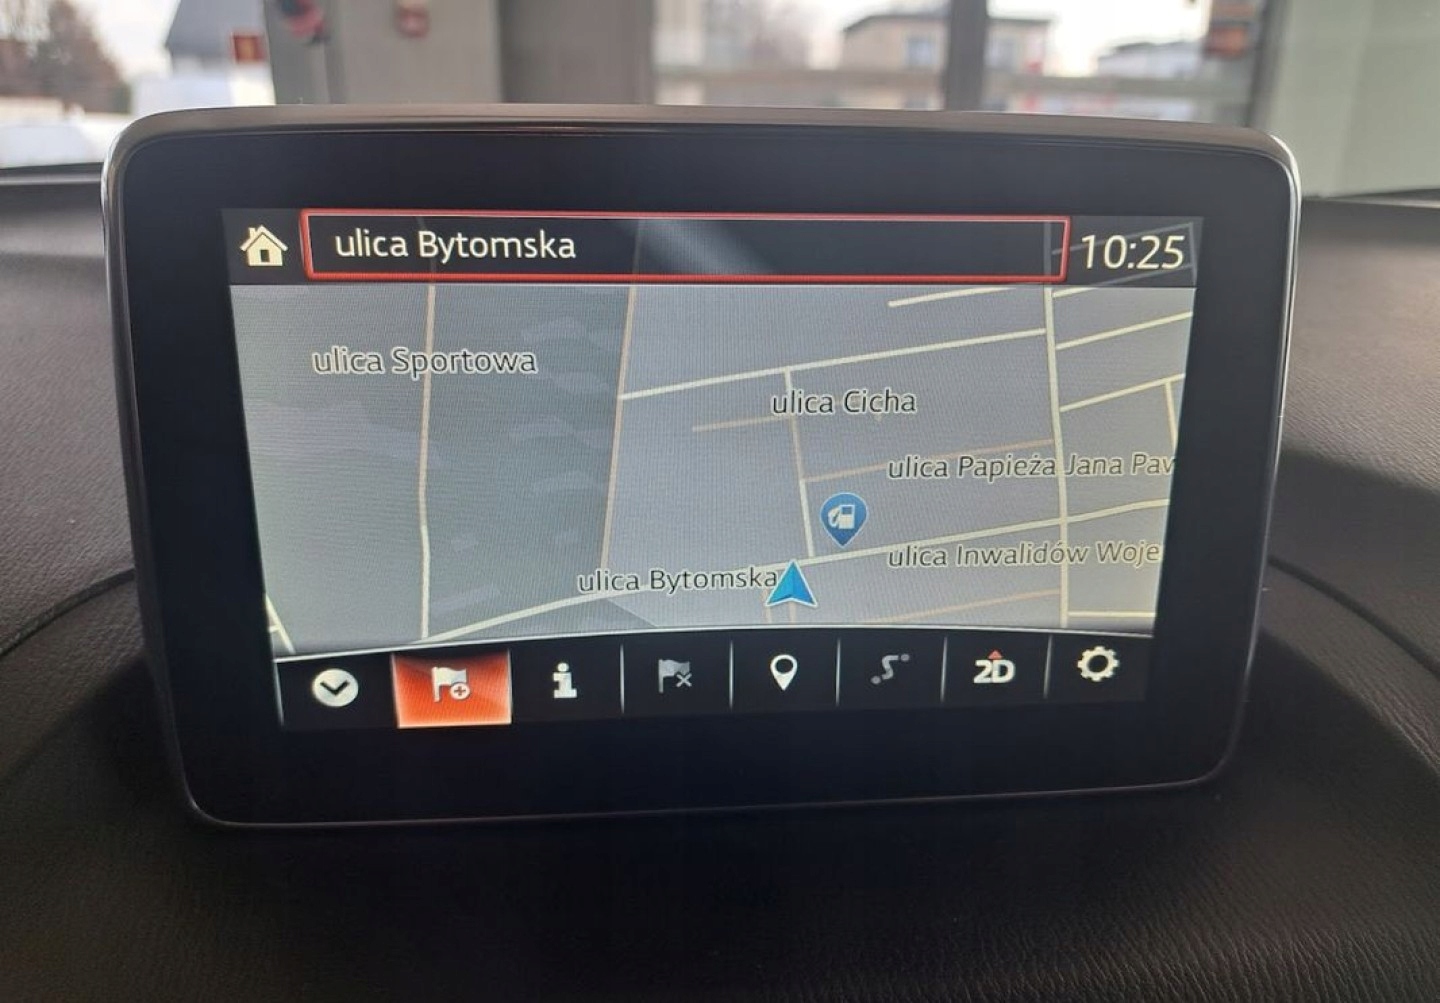 ulica Bytomska
10:25
ulica Sportowa
ulica Cicha
ulica Papieża Jana Pav
ulica Inwalidów Woje
ulica Bytomska
2D